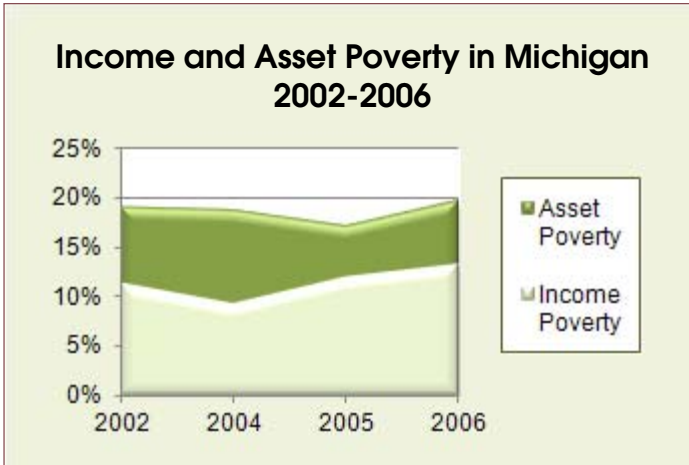 Income and Asset Poverty in Michigan
2002-2006
25%
20%
15%
10%
5%
0%
2002 2004 2005 2006
Asset
Poverty
Income
Poverty